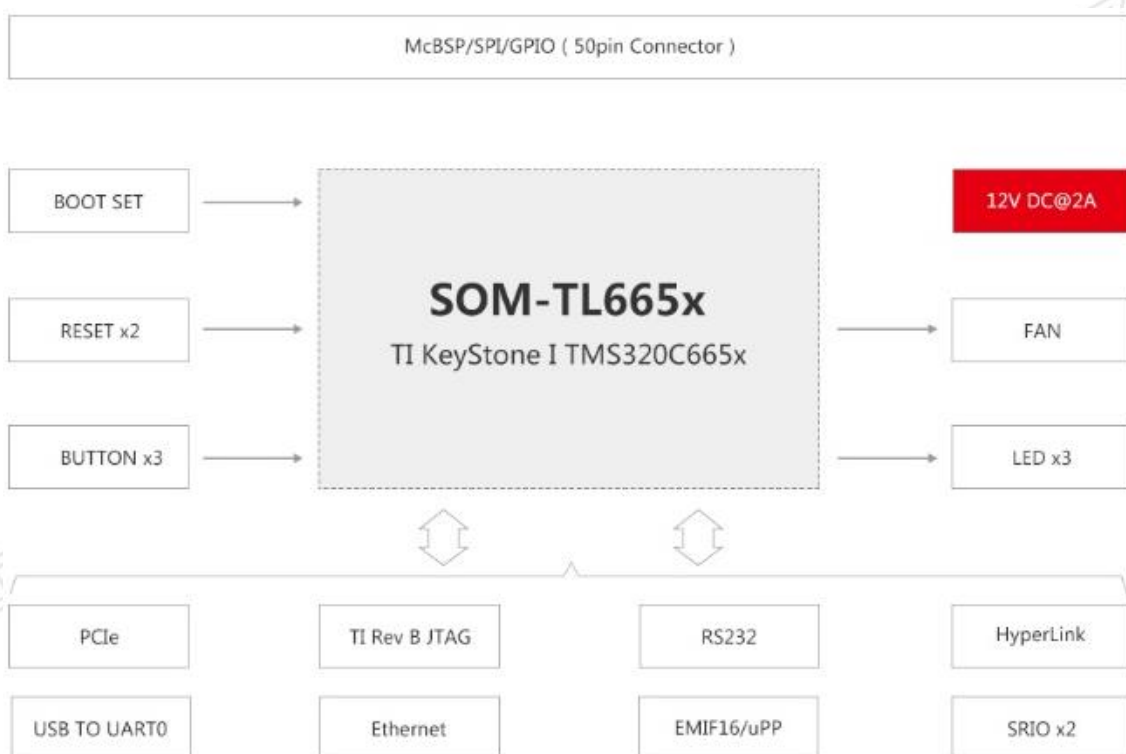 McBSP/SPI/GPIO ( 50pin Connector )
BOOT SET
12V DC@2A
SOM-TL665x
RESET x2
FAN
TI KeyStone I TMS320C665x
BUTTON x3
LED x3
PCIe
TI Rev B JTAG
RS232
HyperLink
USB TO UART0
Ethernet
EMIF16/uPP
SRIO x2